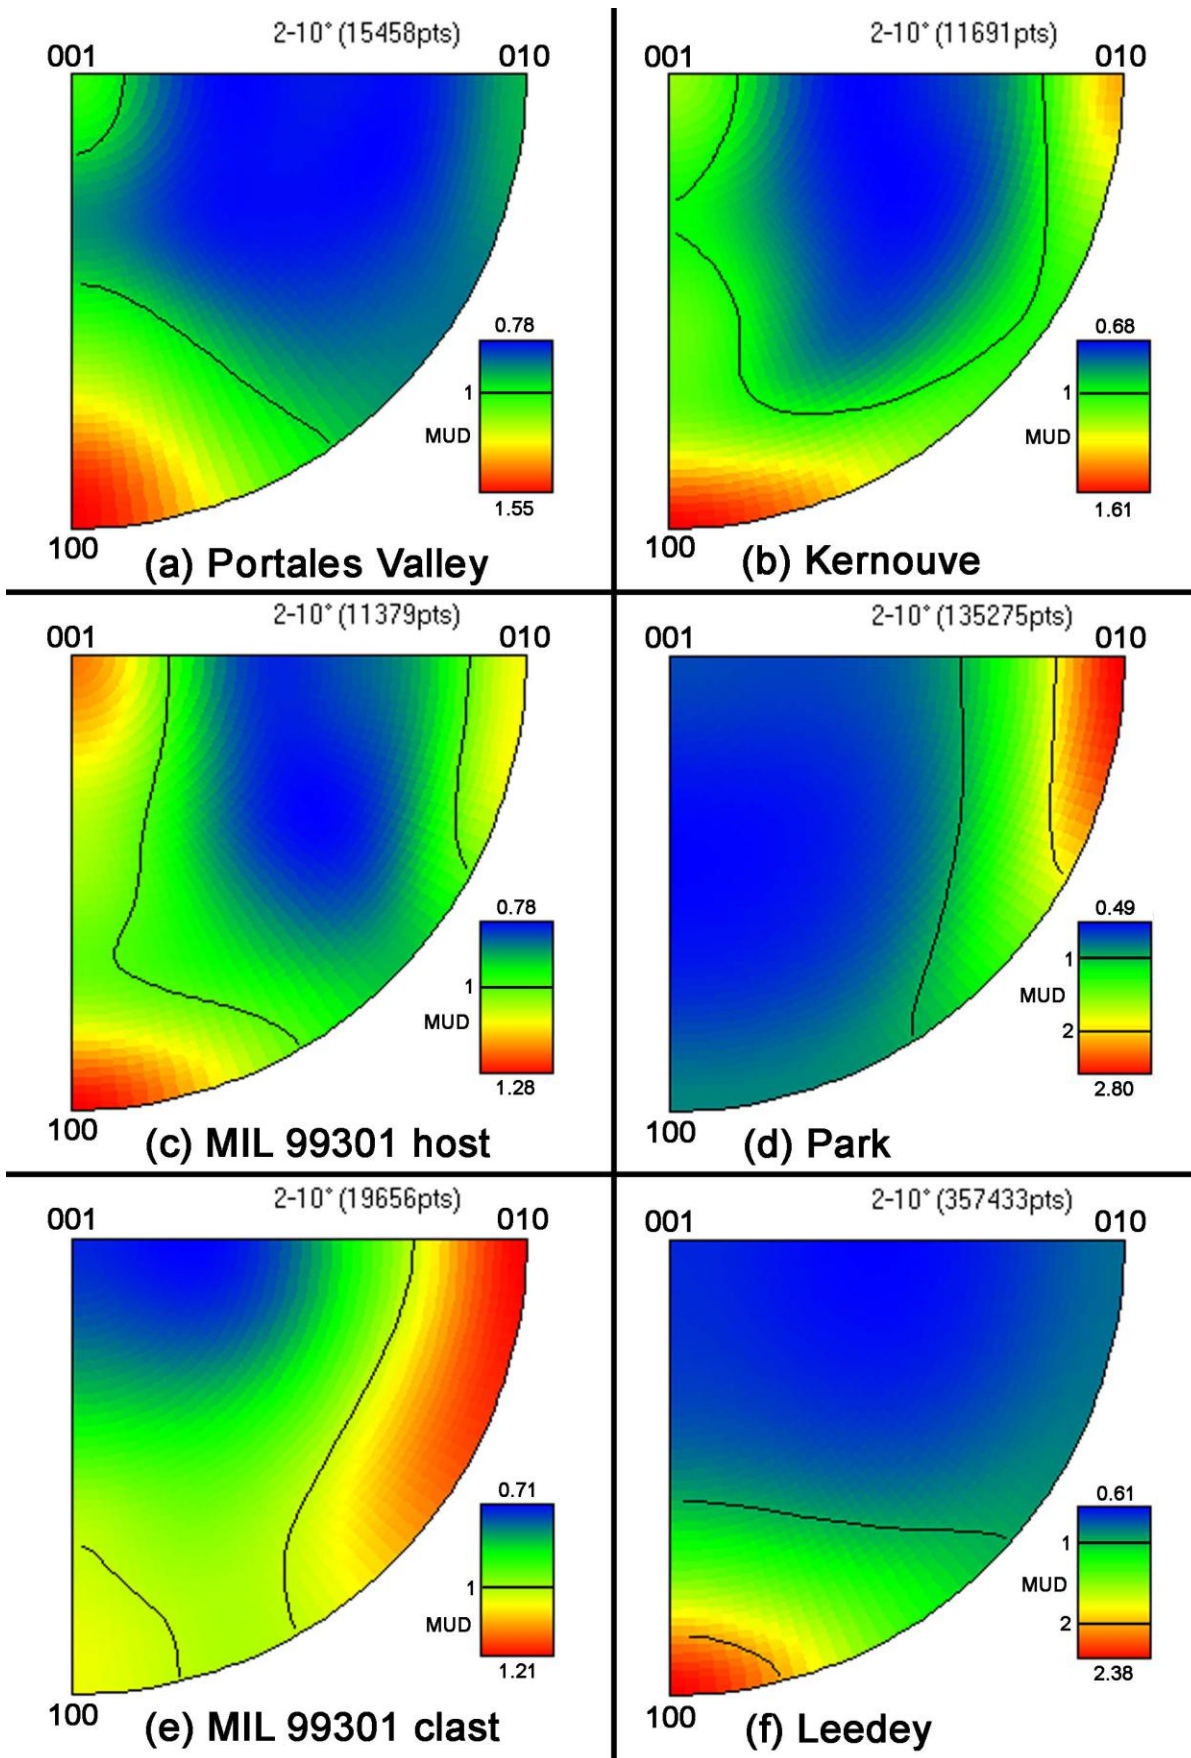 2-10° (15458pts)
001 010
0.78
1
MUD
1.55
100
(a) Portales Valley
2-10° (11691pts)
001 010
0.68
1
MUD
1.61
100
(b) Kernouve
2-10° (11379pts)
001 010
0.78
1
MUD
1.28
100
(c) MIL 99301 host
2-10° (135275pts)
001 010
0.49
1
MUD
2
2.80
100
(d) Park
2-10° (19656pts)
001 010
0.71
1
MUD
1.21
100
(e) MIL 99301 clast
2-10° (357433pts)
001 010
0.61
1
MUD
2
2.38
100
(f) Leedey